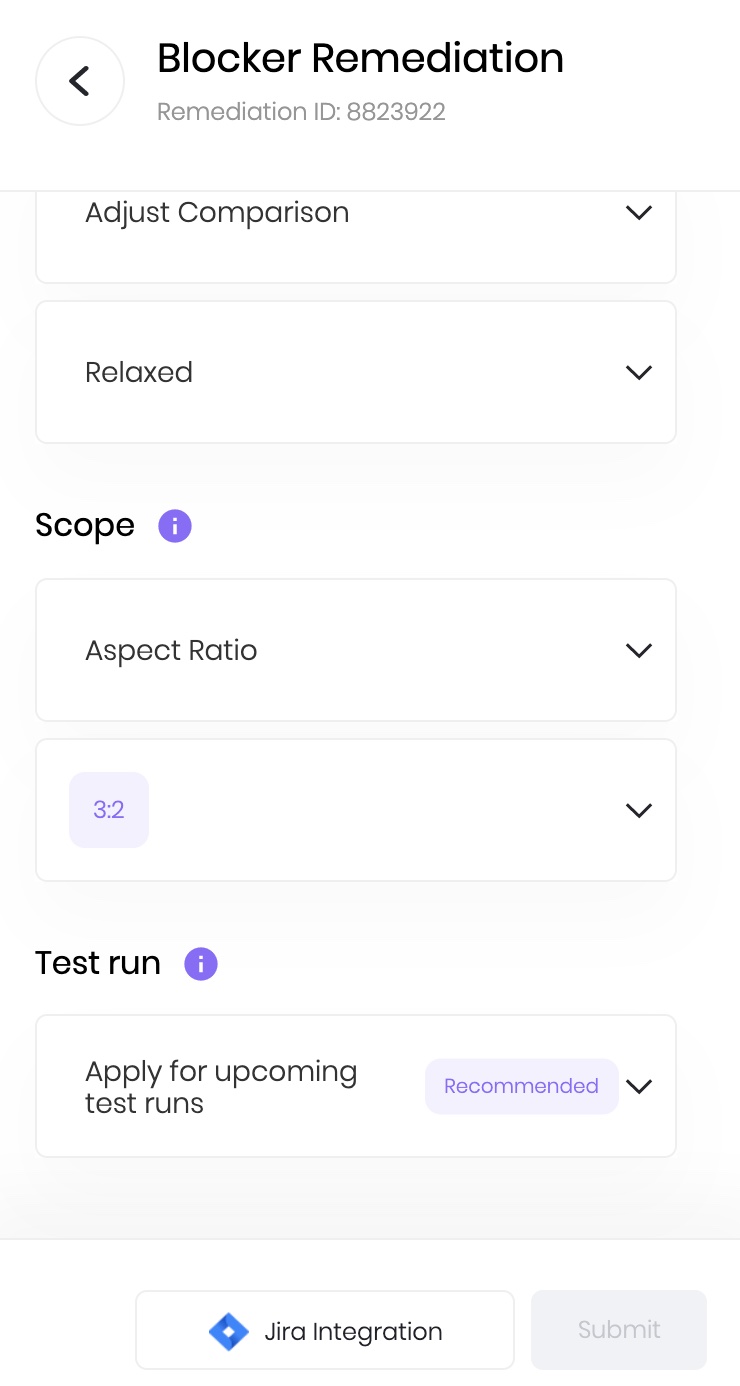 Blocker Remediation
Remediation ID: 8823922
Adjust Comparison
Relaxed
Scope
Aspect Ratio
3:2
Test run
Apply for upcoming
test runs
Recommended
Jira Integration
Submit